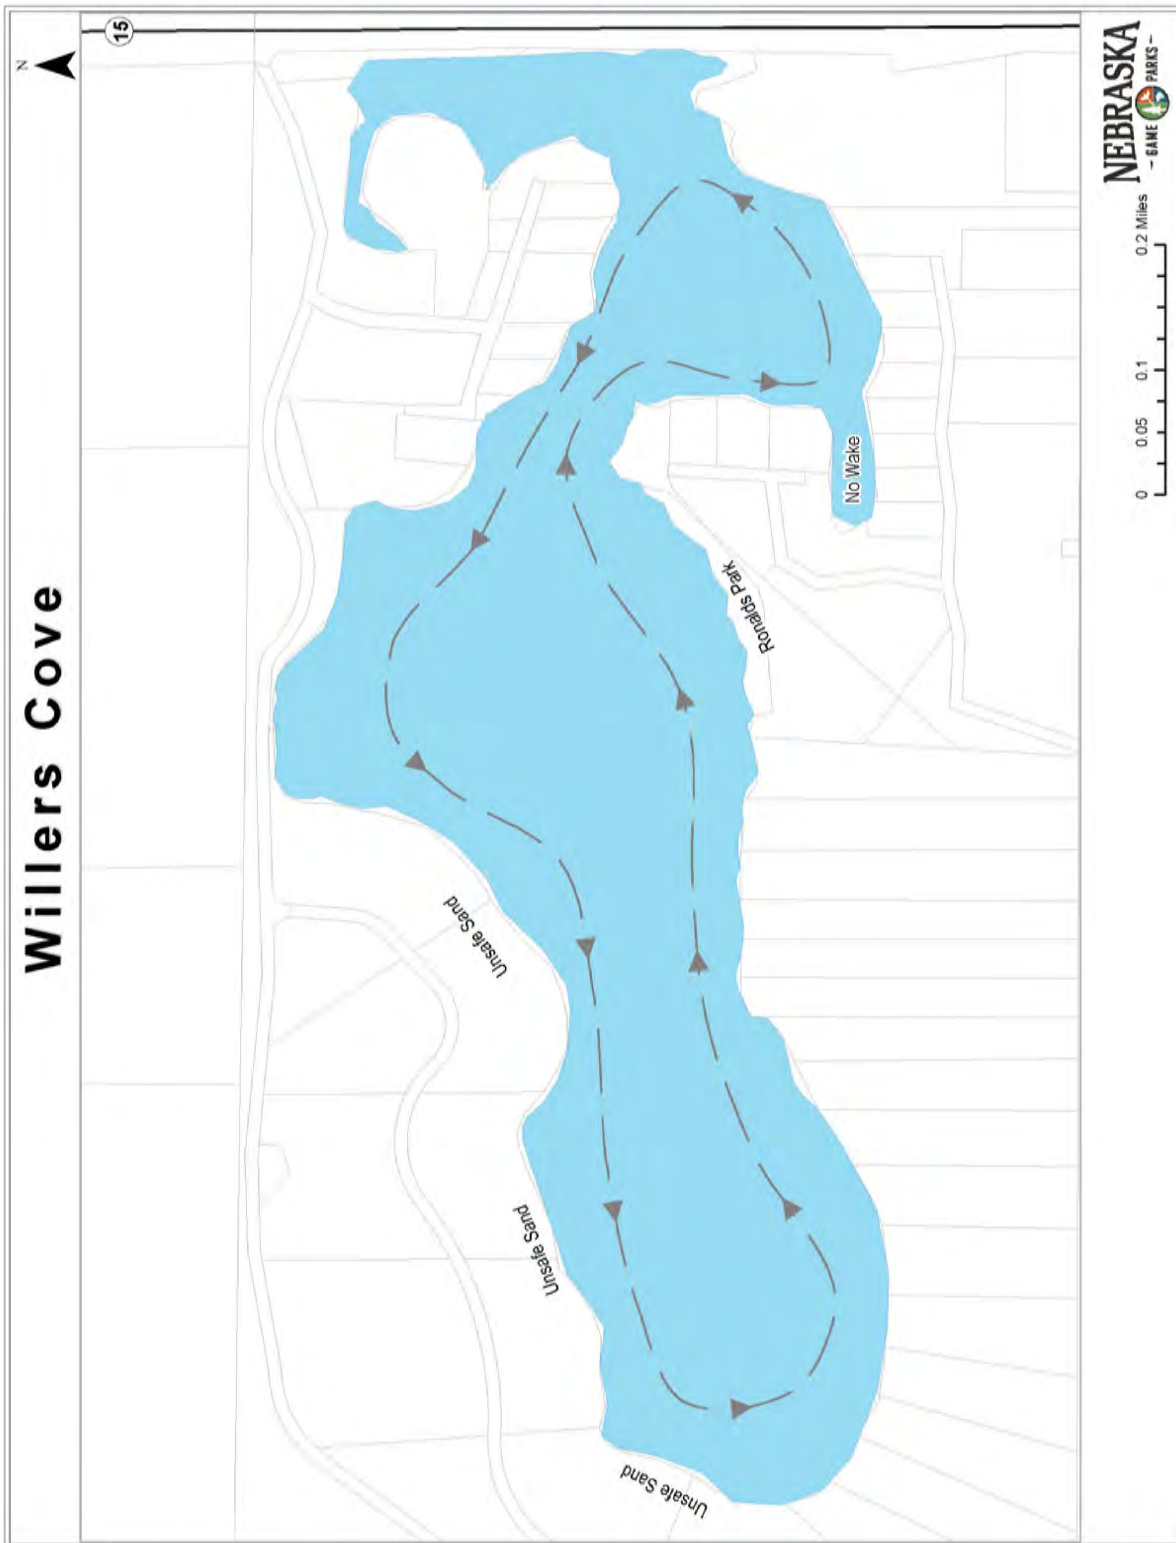 Willers Cove
N
15
Unsafe Sand
Unsafe Sand
Unsafe Sand
Ronalds Park
No Wake
0 0.05 0.1 0.2 Miles
NEBRASKA
- GAME PARKS -